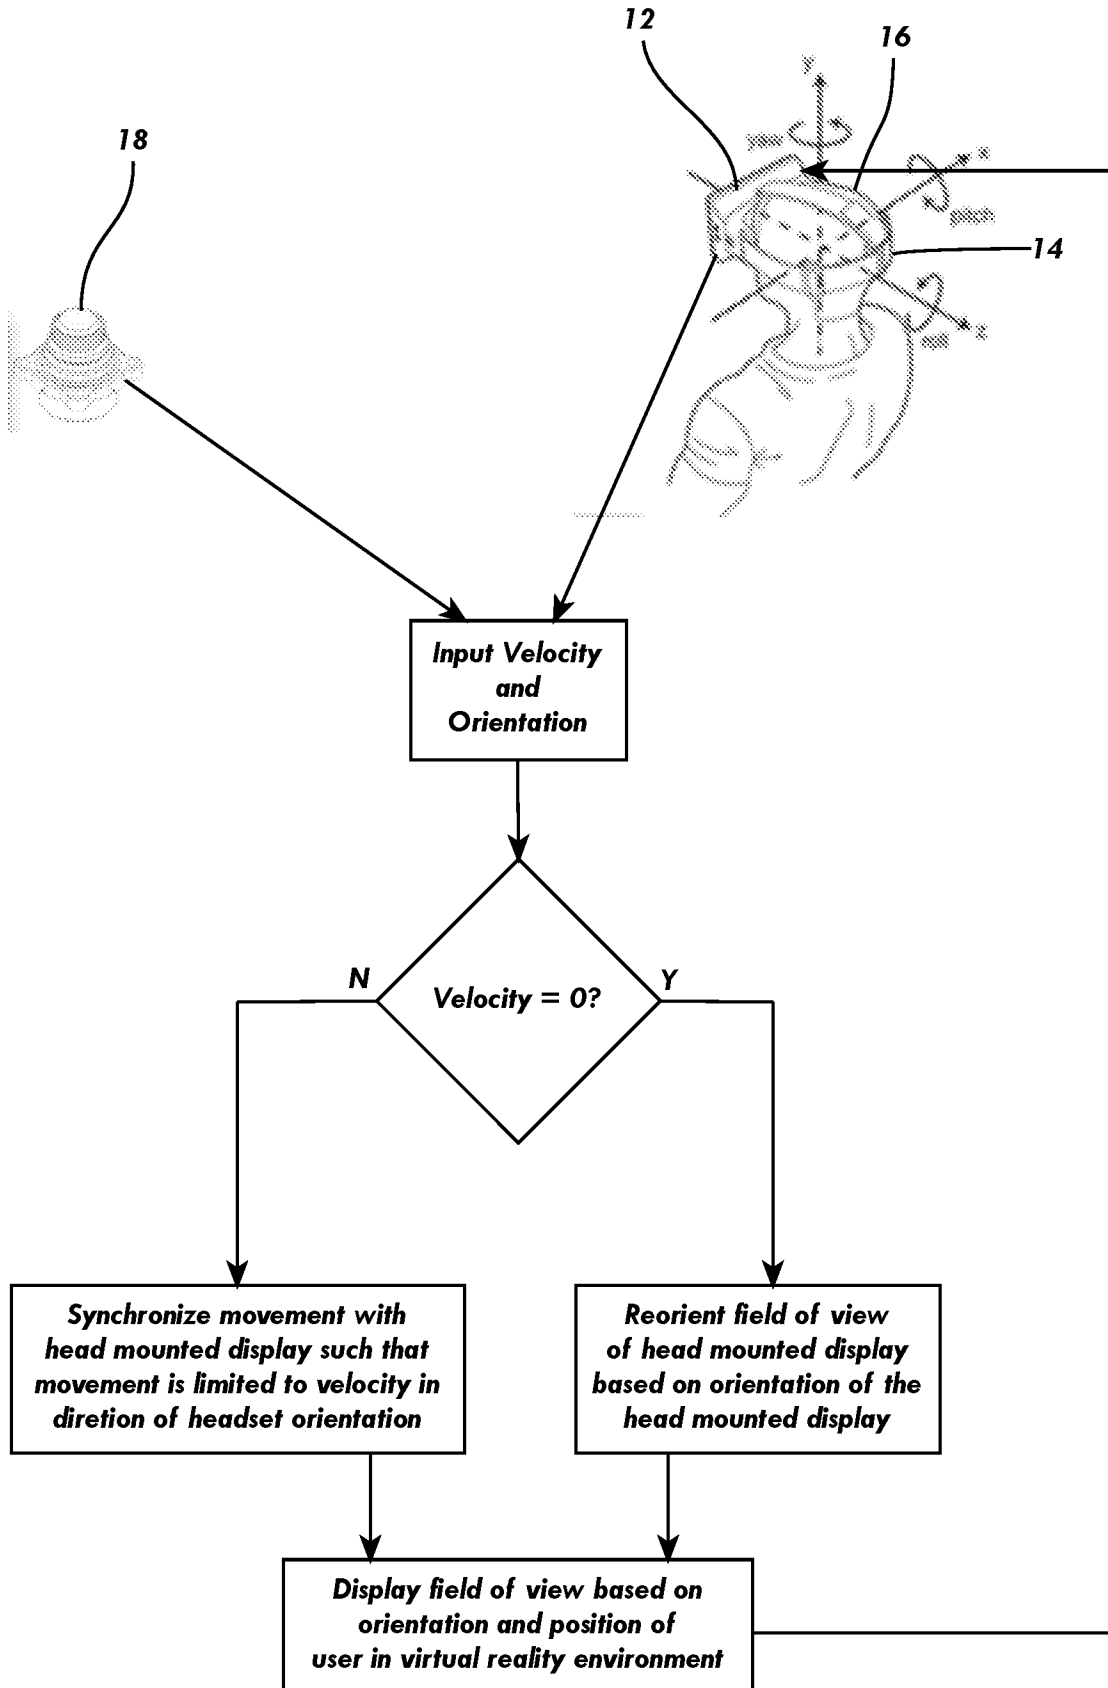 12
16
18
y
yaw
x
pitch
14
z
Input Velocity
and
Orientation
N
Y
Velocity = 0?
Synchronize movement with
head mounted display such that
movement is limited to velocity in
diretion of headset orientation
Reorient field of view
of head mounted display
based on orientation of the
head mounted display
Display field of view based on
orientation and position of
user in virtual reality environment